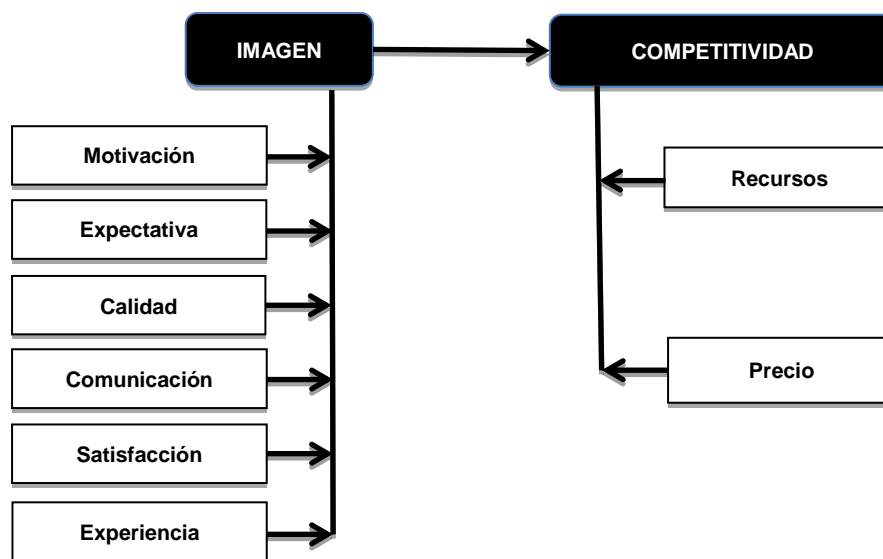 IMAGEN
COMPETITIVIDAD
Motivación
Expectativa
Calidad
Comunicación
Satisfacción
Experiencia
Recursos
Precio